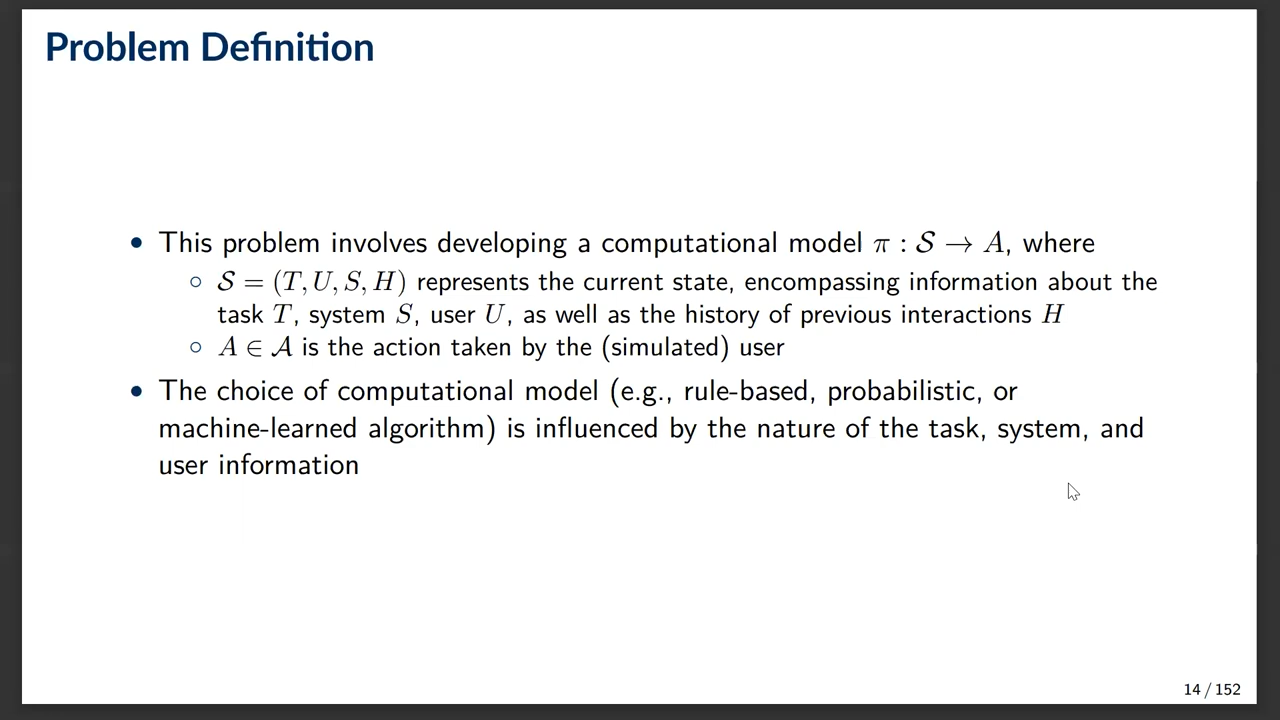 Problem Definition
• This problem involves developing a computational model π : 𝒮 → A, where
○ 𝒮 = (T, U, S, H) represents the current state, encompassing information about the
task T, system S, user U, as well as the history of previous interactions H
○ A ∈ 𝒜 is the action taken by the (simulated) user
• The choice of computational model (e.g., rule-based, probabilistic, or
machine-learned algorithm) is influenced by the nature of the task, system, and
user information
14 / 152